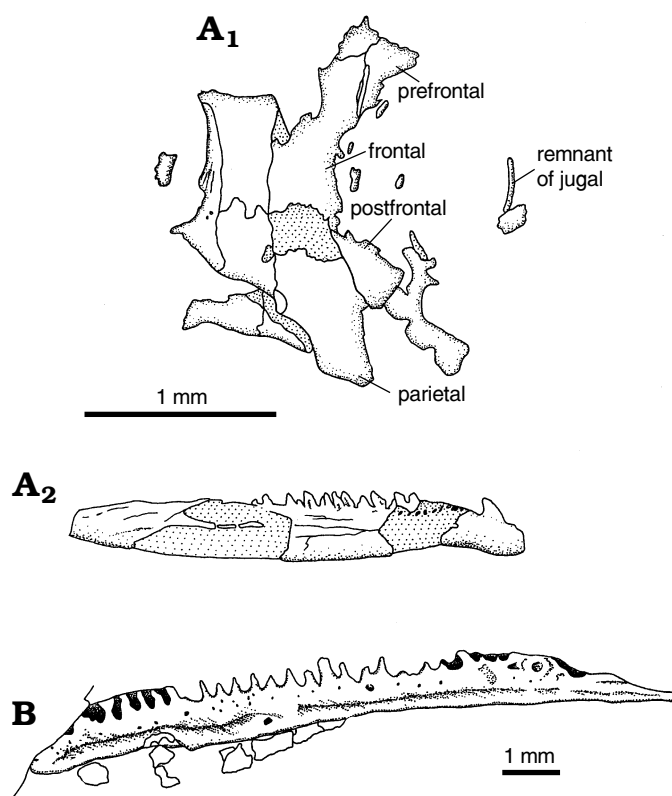 A1
prefrontal
frontal
remnant
of jugal
postfrontal
1 mm
parietal
A2
B
1 mm